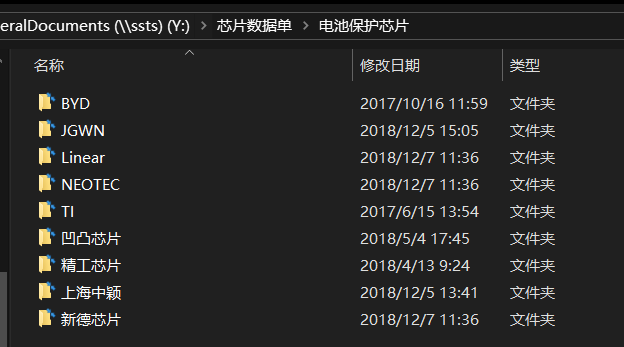 eralDocuments (\\ssts) (Y:) > 芯片数据单 > 电池保护芯片
名称 修改日期 类型
BYD 2017/10/16 11:59 文件夹
JGWN 2018/12/5 15:05 文件夹
Linear 2018/12/7 11:36 文件夹
NEOTEC 2018/12/7 11:36 文件夹
TI 2017/6/15 13:54 文件夹
凹凸芯片 2018/5/4 17:45 文件夹
精工芯片 2018/4/13 9:24 文件夹
上海中颖 2018/12/5 13:41 文件夹
新德芯片 2018/12/7 11:36 文件夹